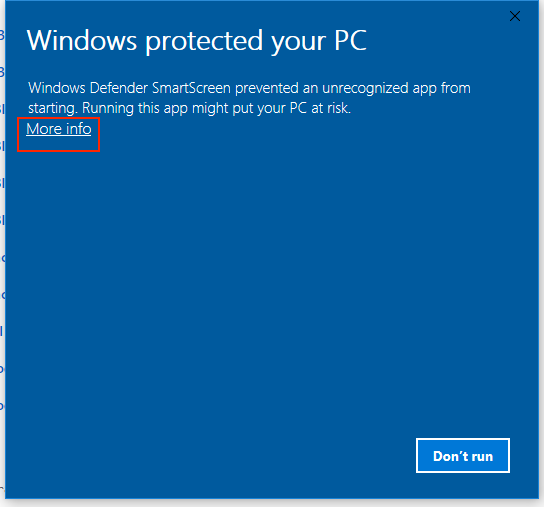 Windows protected your PC
Windows Defender SmartScreen prevented an unrecognized app from
starting. Running this app might put your PC at risk.
More info
Don't run